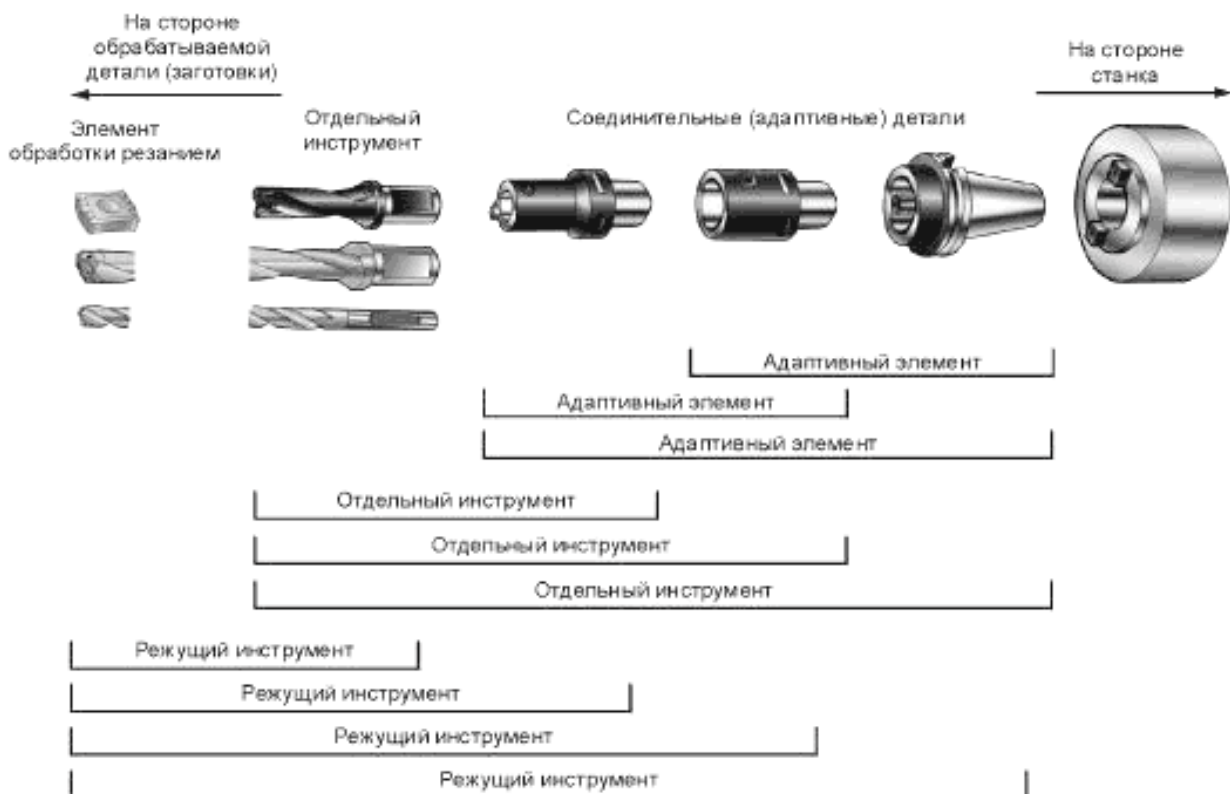 На стороне
обрабатываемой
детали (заготовки)
На стороне
станка
Элемент
обработки резанием
Отдельный
инструмент
Соединительные (адаптивные) детали
Адаптивный элемент
Адаптивный элемент
Адаптивный элемент
Отдельный инструмент
Отдельный инструмент
Отдельный инструмент
Режущий инструмент
Режущий инструмент
Режущий инструмент
Режущий инструмент